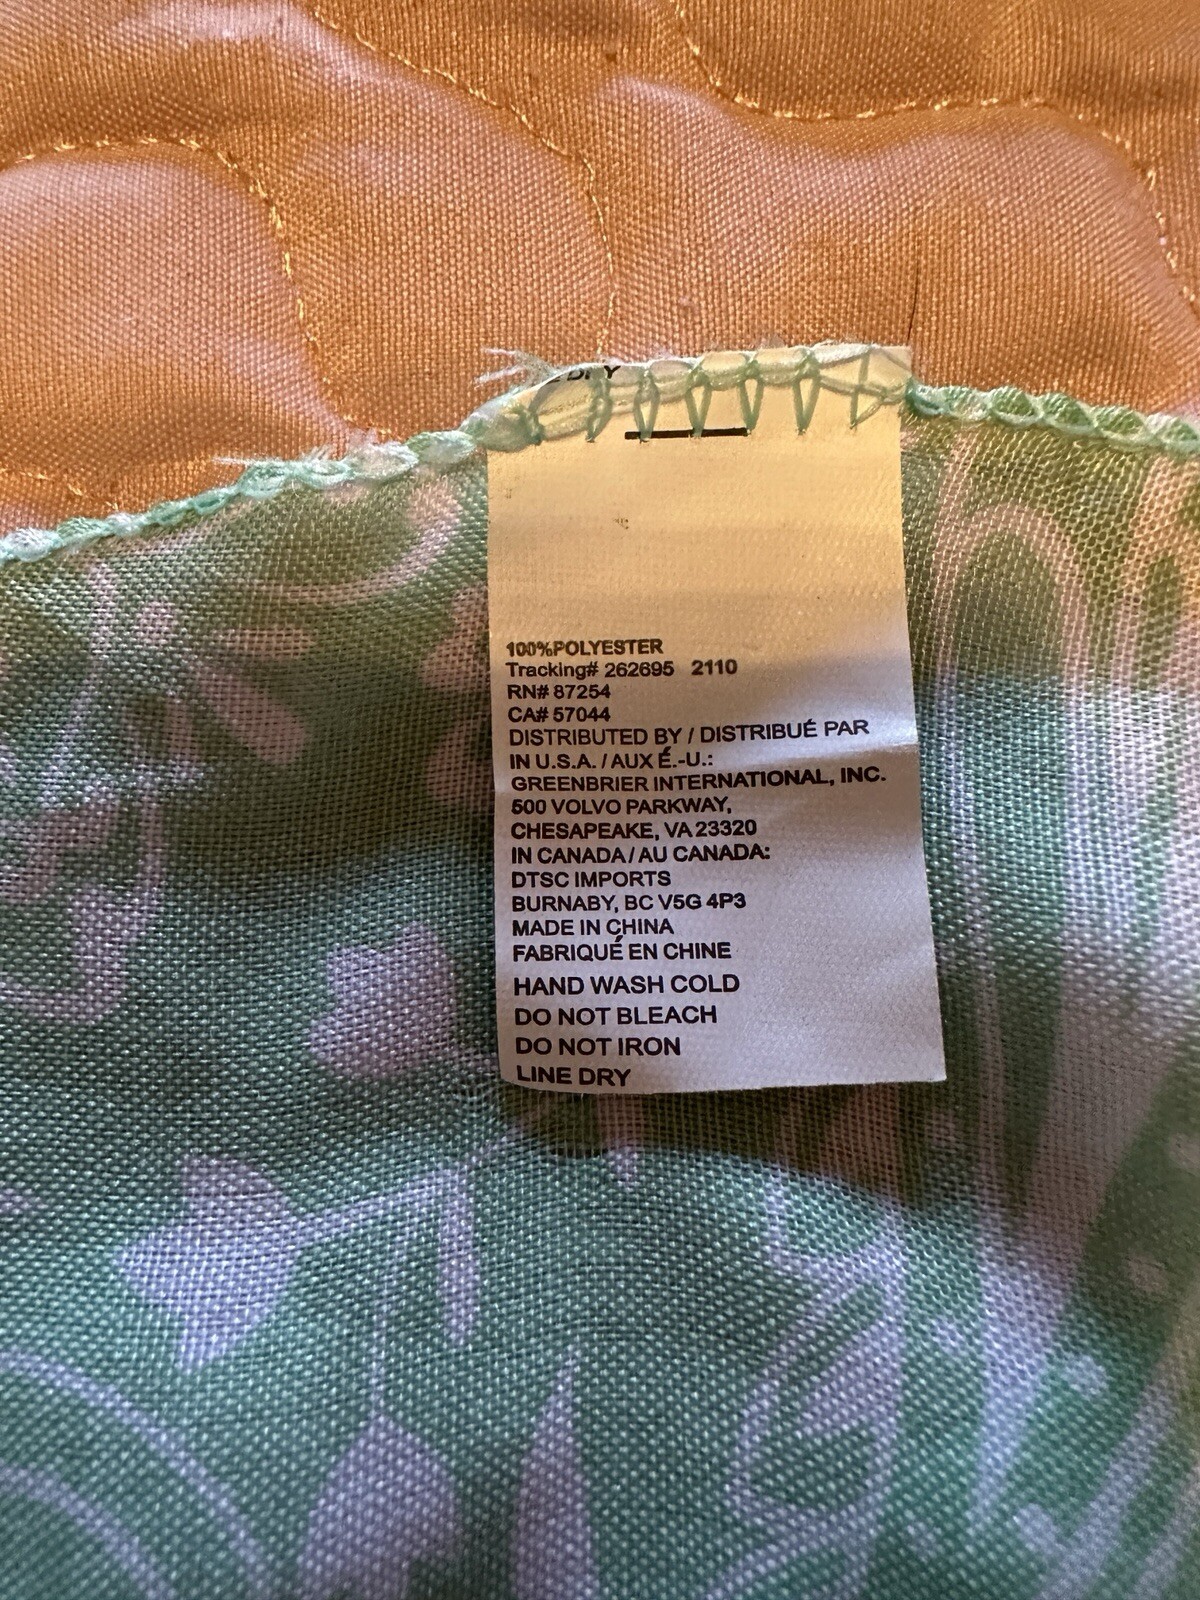 100%POLYESTER
Tracking# 262695 2110
RN# 87254
CA# 57044
DISTRIBUTED BY / DISTRIBUÉ PAR
IN U.S.A. / AUX É.-U.:
GREENBRIER INTERNATIONAL, INC.
500 VOLVO PARKWAY,
CHESAPEAKE, VA 23320
IN CANADA / AU CANADA:
DTSC IMPORTS
BURNABY, BC V5G 4P3
MADE IN CHINA
FABRIQUÉ EN CHINE
HAND WASH COLD
DO NOT BLEACH
DO NOT IRON
LINE DRY